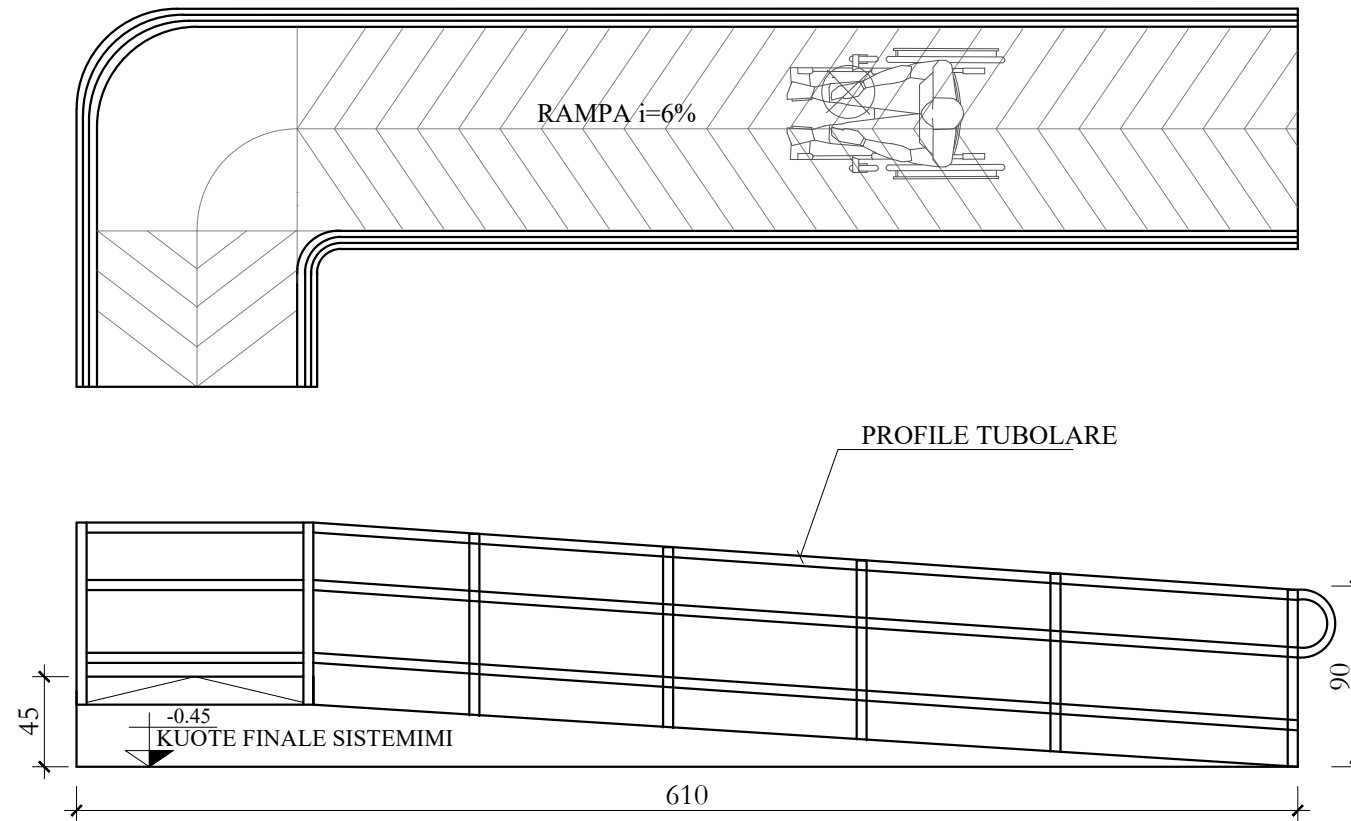 RAMPA i=6%
PROFILE TUBOLARE
90
45
-0.45
KUOTE FINALE SISTEMIMI
610